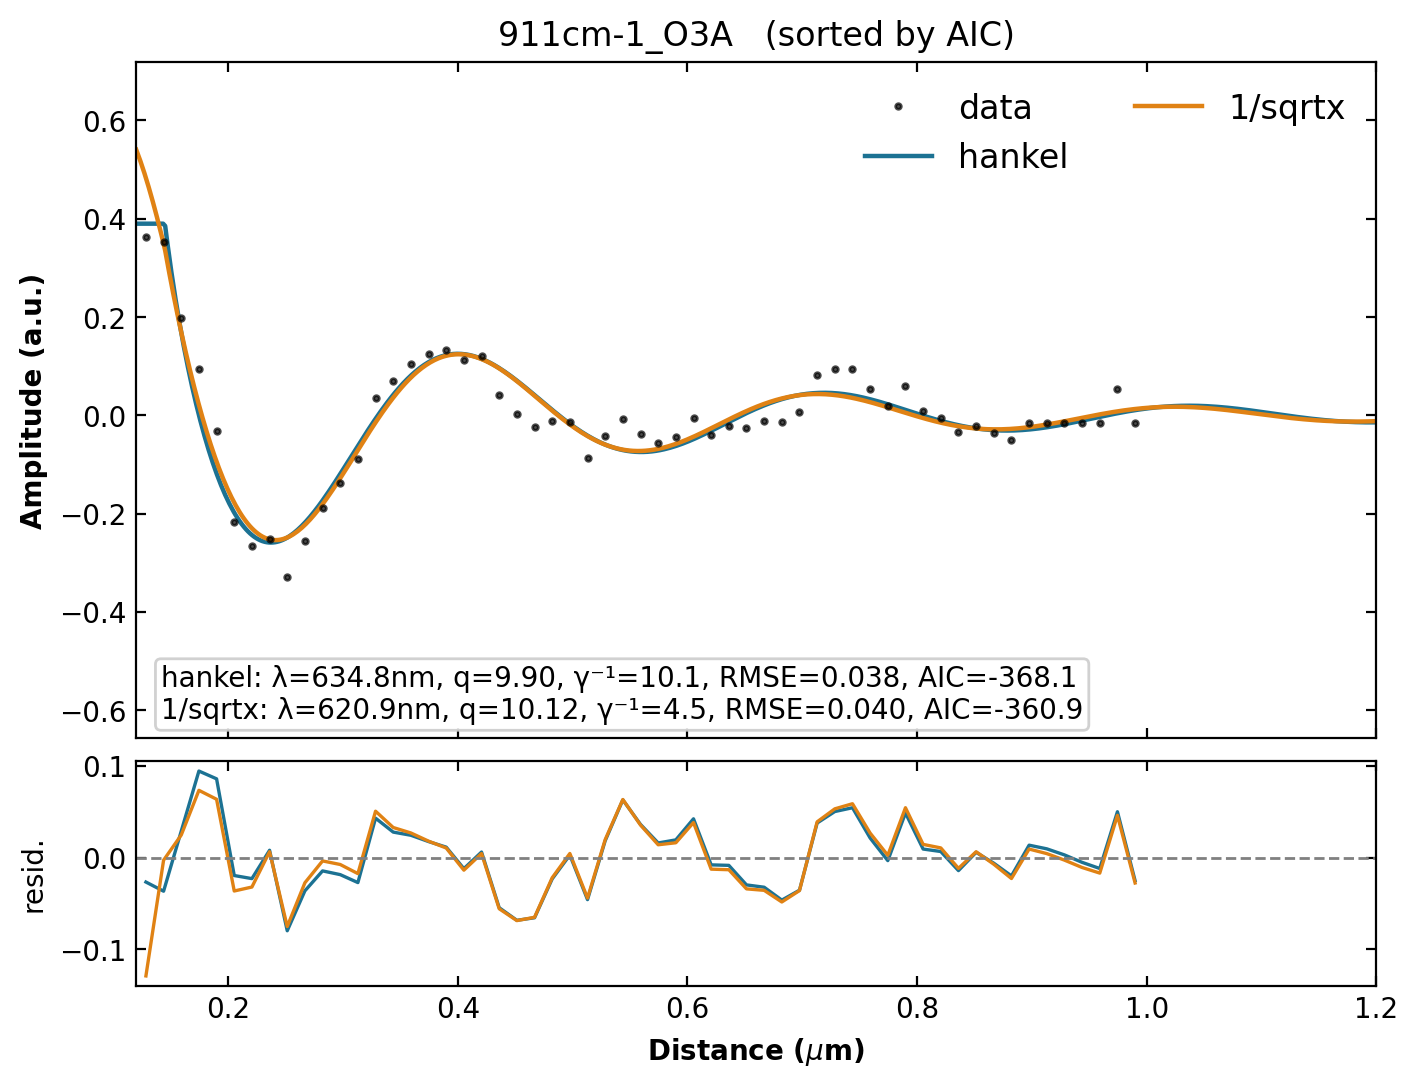 911cm-1_O3A   (sorted by AIC)
data
hankel
1/sqrtx
Amplitude (a.u.)
0.6
0.4
0.2
0.0
−0.2
−0.4
−0.6
hankel: λ=634.8nm, q=9.90, γ⁻¹=10.1, RMSE=0.038, AIC=-368.1
1/sqrtx: λ=620.9nm, q=10.12, γ⁻¹=4.5, RMSE=0.040, AIC=-360.9
resid.
0.1
0.0
−0.1
0.2 0.4 0.6 0.8 1.0 1.2
Distance (μm)